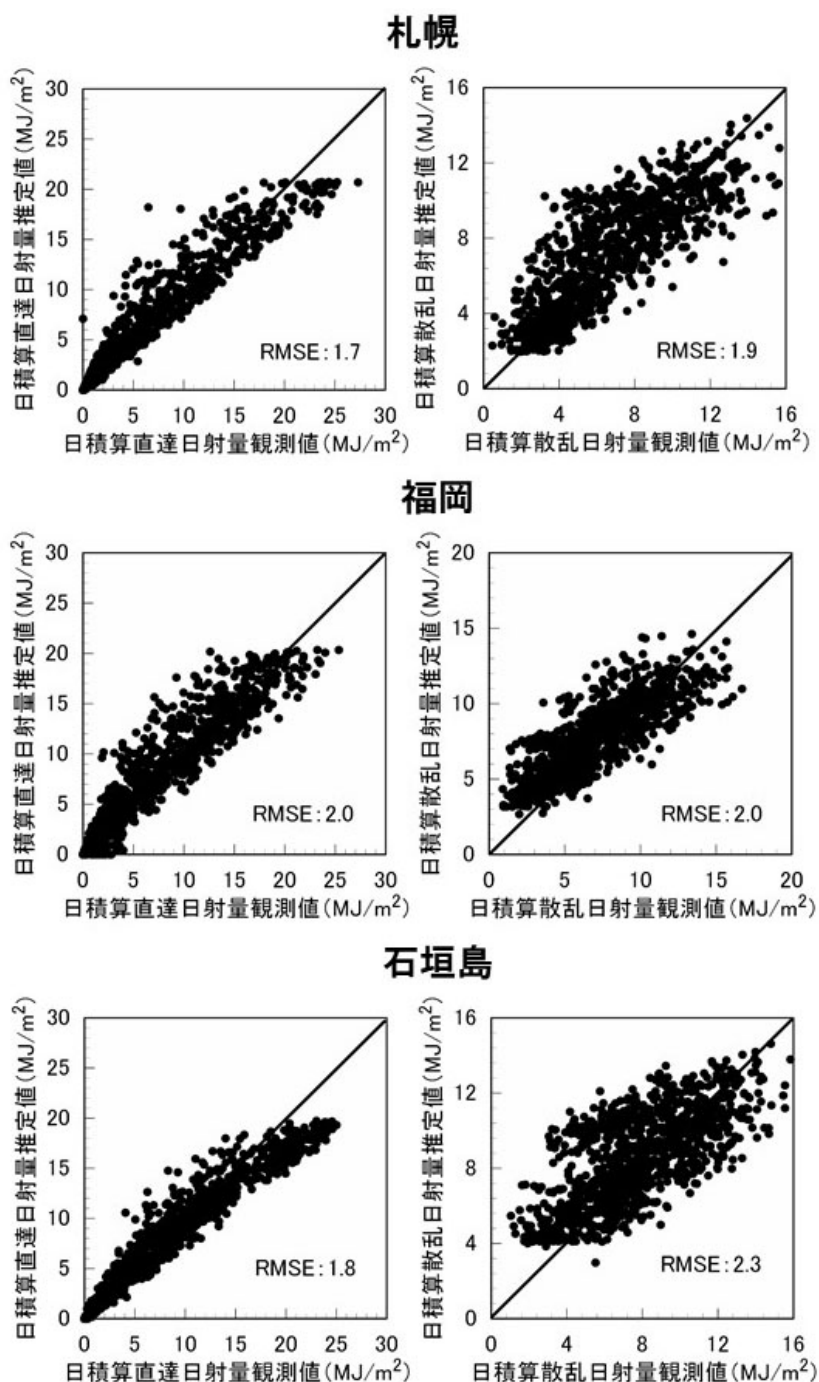 札幌
日積算直達日射量推定値(MJ/m²)
30
25
20
15
10
5
0
RMSE:1.7
0 5 10 15 20 25 30
日積算直達日射量観測値(MJ/m²)
日積算散乱日射量推定値(MJ/m²)
16
12
8
4
0
RMSE:1.9
0 4 8 12 16
日積算散乱日射量観測値(MJ/m²)
福岡
日積算直達日射量推定値(MJ/m²)
30
25
20
15
10
5
0
RMSE:2.0
0 5 10 15 20 25 30
日積算直達日射量観測値(MJ/m²)
日積算散乱日射量推定値(MJ/m²)
20
15
10
5
0
RMSE:2.0
0 5 10 15 20
日積算散乱日射量観測値(MJ/m²)
石垣島
日積算直達日射量推定値(MJ/m²)
30
25
20
15
10
5
0
RMSE:1.8
0 5 10 15 20 25 30
日積算直達日射量観測値(MJ/m²)
日積算散乱日射量推定値(MJ/m²)
16
12
8
4
0
RMSE:2.3
0 4 8 12 16
日積算散乱日射量観測値(MJ/m²)